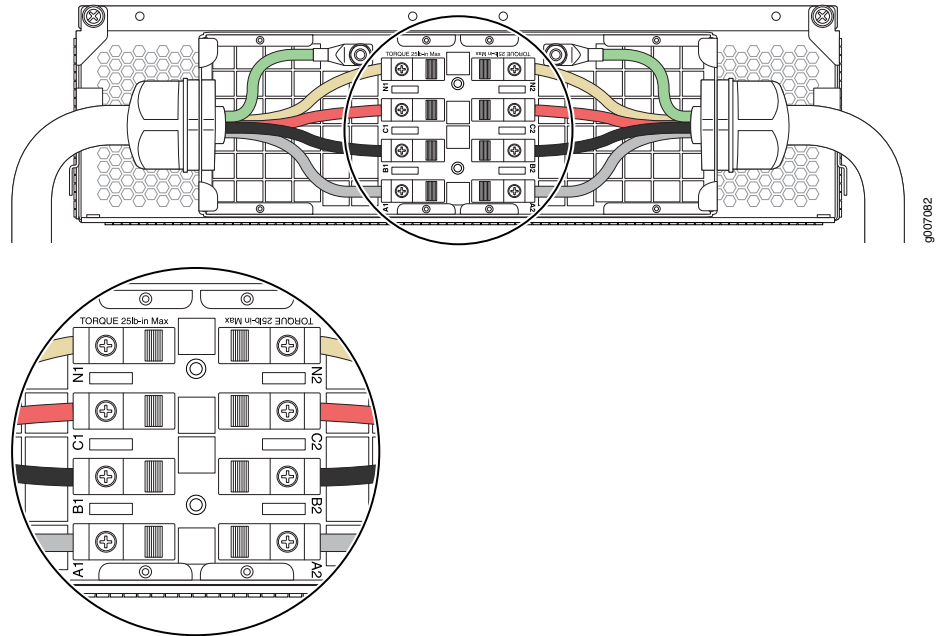 TORQUE 25lb-in Max TORQUE 25lb-in Max
N1 N2
C1 C2
B1 B2
A1 A2
g007082
TORQUE 25lb-in Max TORQUE 25lb-in Max
N1 N2
C1 C2
B1 B2
A1 A2